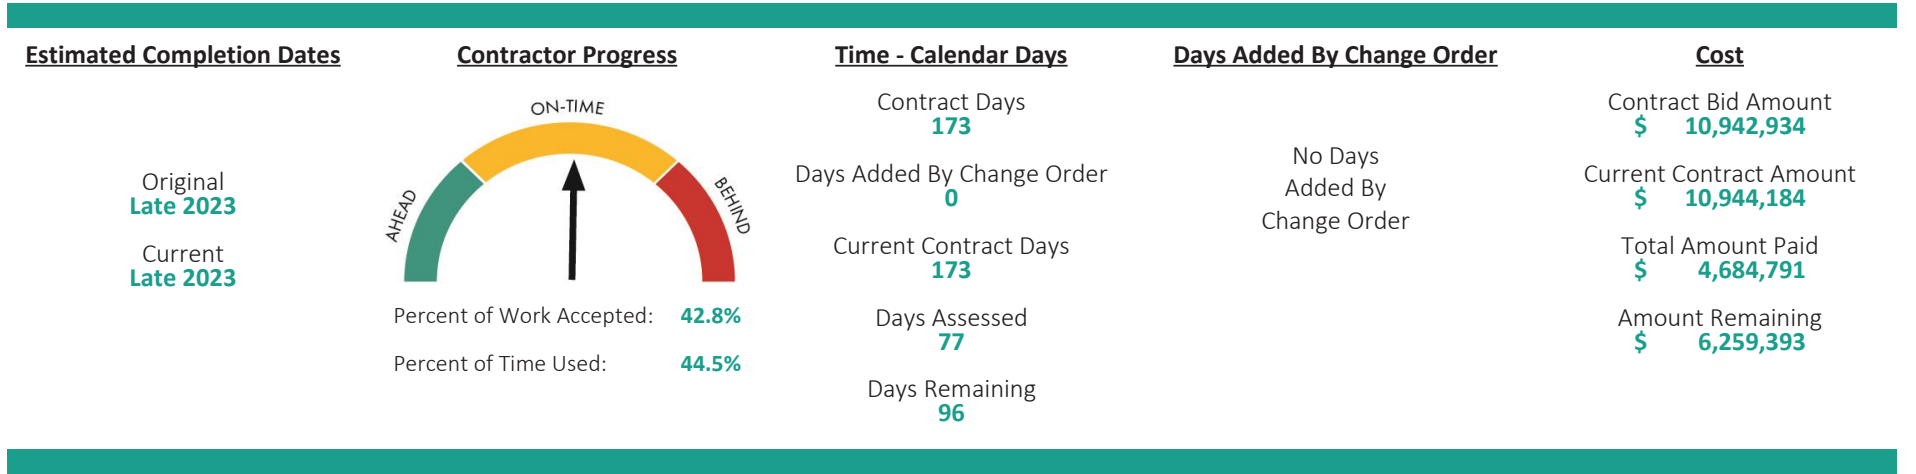 Estimated Completion Dates
Original
Late 2023
Current
Late 2023
Contractor Progress
ON-TIME
AHEAD
BEHIND
Percent of Work Accepted: 42.8%
Percent of Time Used: 44.5%
Time - Calendar Days
Contract Days
173
Days Added By Change Order
0
Current Contract Days
173
Days Assessed
77
Days Remaining
96
Days Added By Change Order
No Days
Added By
Change Order
Cost
Contract Bid Amount
$ 10,942,934
Current Contract Amount
$ 10,944,184
Total Amount Paid
$ 4,684,791
Amount Remaining
$ 6,259,393